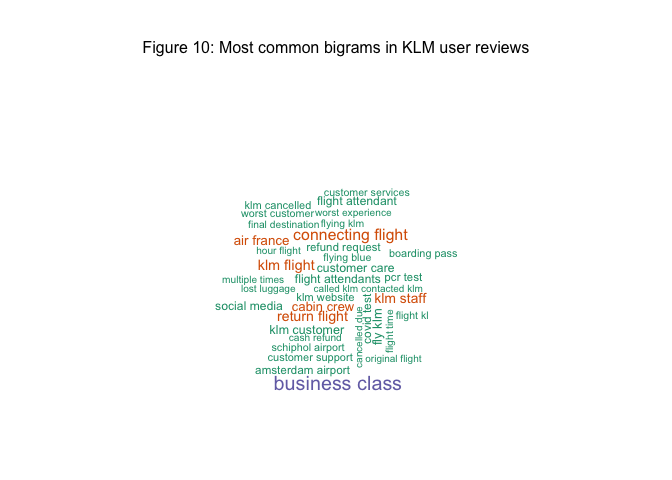 Figure 10: Most common bigrams in KLM user reviews
customer services
klm cancelled
flight attendant
worst customer
worst experience
final destination
flying klm
air france
connecting flight
hour flight
refund request
flying blue
boarding pass
klm flight
customer care
multiple times
flight attendants
pcr test
lost luggage
called klm
contacted klm
klm website
klm staff
social media
cabin crew
covid test
return flight
fly klm
flight time
flight kl
cancelled due
klm customer
cash refund
schiphol airport
customer support
original flight
amsterdam airport
business class